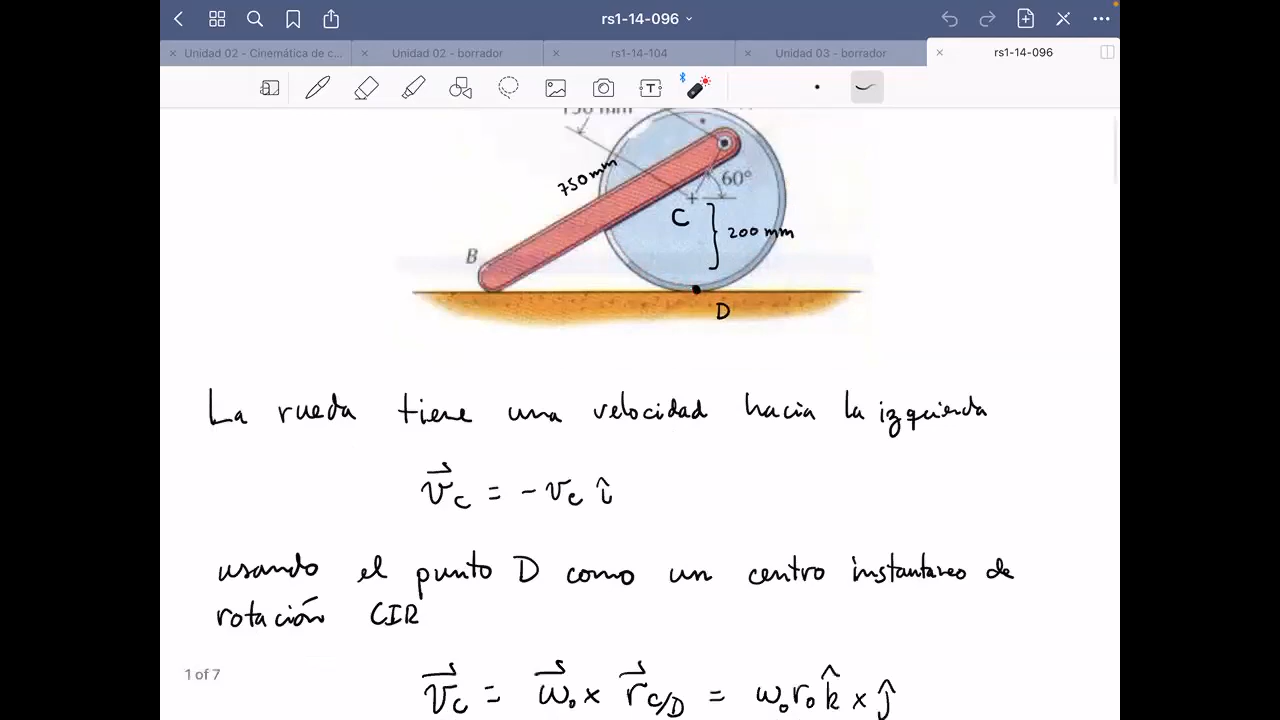 rs1-14-096
Unidad 02 - Cinemática de c...
Unidad 02 - borrador
rs1-14-104
Unidad 03 - borrador
rs1-14-096
150 mm
750 mm
60°
C
200 mm
B
D
La rueda tiene una velocidad hacia la izquierda
v⃗c = - vc î
usando el punto D como un centro instantaneo de
rotación CIR
1 of 7
v⃗c = ω⃗₀ × r⃗C/D = ω₀r₀ k̂ × ĵ